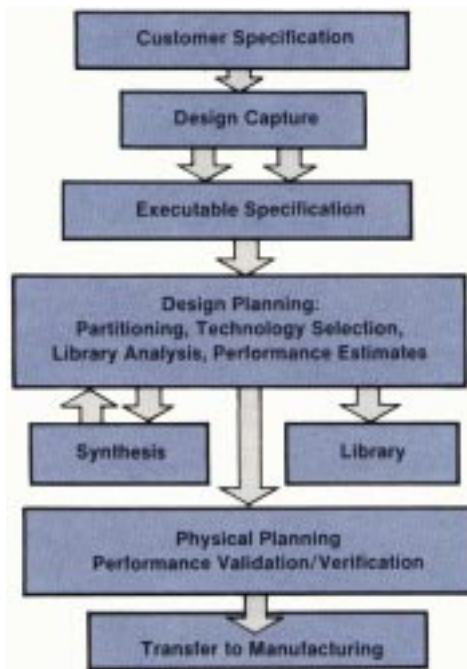 Customer Specification
Design Capture
Executable Specification
Design Planning:
Partitioning, Technology Selection,
Library Analysis, Performance Estimates
Synthesis
Library
Physical Planning
Performance Validation/Verification
Transfer to Manufacturing